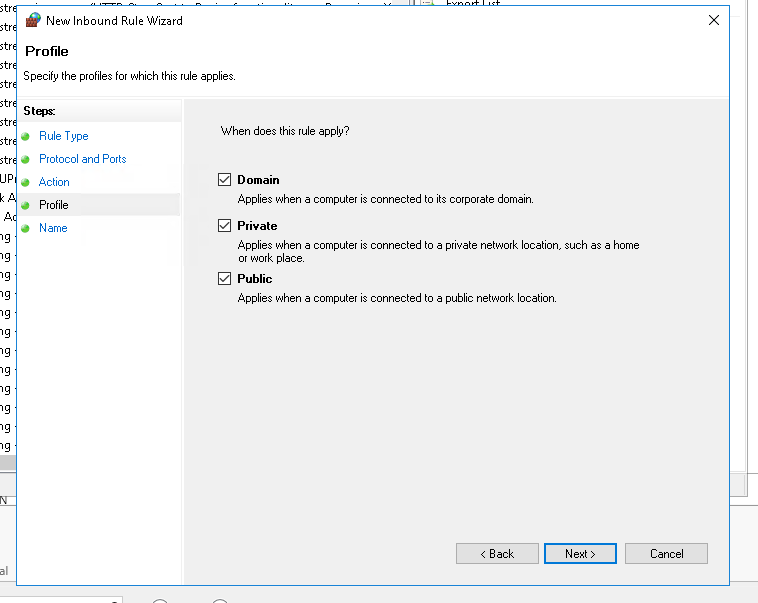 Export List
New Inbound Rule Wizard
Profile
Specify the profiles for which this rule applies.
Steps:
Rule Type
Protocol and Ports
Action
Profile
Name
When does this rule apply?
Domain
Applies when a computer is connected to its corporate domain.
Private
Applies when a computer is connected to a private network location, such as a home
or work place.
Public
Applies when a computer is connected to a public network location.
< Back
Next >
Cancel